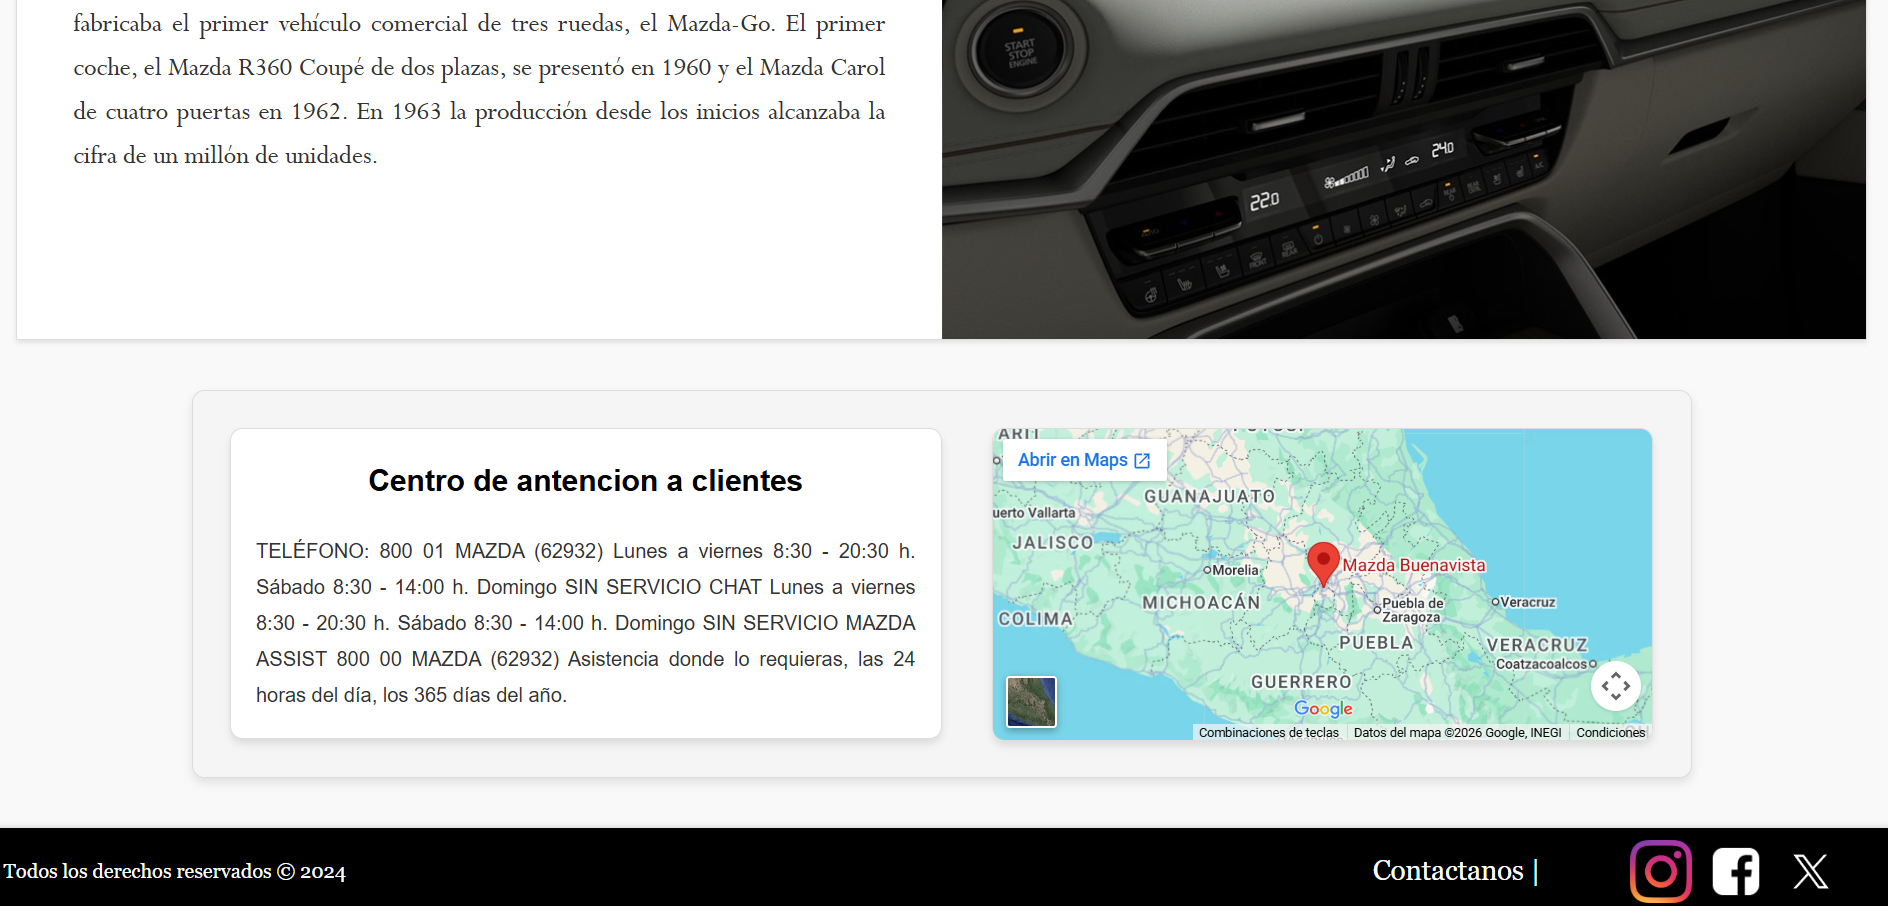 fabricaba el primer vehículo comercial de tres ruedas, el Mazda-Go. El primer
coche, el Mazda R360 Coupé de dos plazas, se presentó en 1960 y el Mazda Carol
de cuatro puertas en 1962. En 1963 la producción desde los inicios alcanzaba la
cifra de un millón de unidades.
START
STOP
ENGINE
22.0
24.0
A/C
FRONT
REAR
Centro de antencion a clientes
TELÉFONO: 800 01 MAZDA (62932) Lunes a viernes 8:30 - 20:30 h.
Sábado 8:30 - 14:00 h. Domingo SIN SERVICIO CHAT Lunes a viernes
8:30 - 20:30 h. Sábado 8:30 - 14:00 h. Domingo SIN SERVICIO MAZDA
ASSIST 800 00 MAZDA (62932) Asistencia donde lo requieras, las 24
horas del día, los 365 días del año.
Abrir en Maps
GUANAJUATO
uerto Vallarta
JALISCO
Morelia
Mazda Buenavista
MICHOACÁN
COLIMA
Puebla de
Zaragoza
Veracruz
PUEBLA
VERACRUZ
Coatzacoalcos
GUERRERO
Google
Combinaciones de teclas
Datos del mapa ©2026 Google, INEGI
Condiciones
Todos los derechos reservados © 2024
Contactanos |